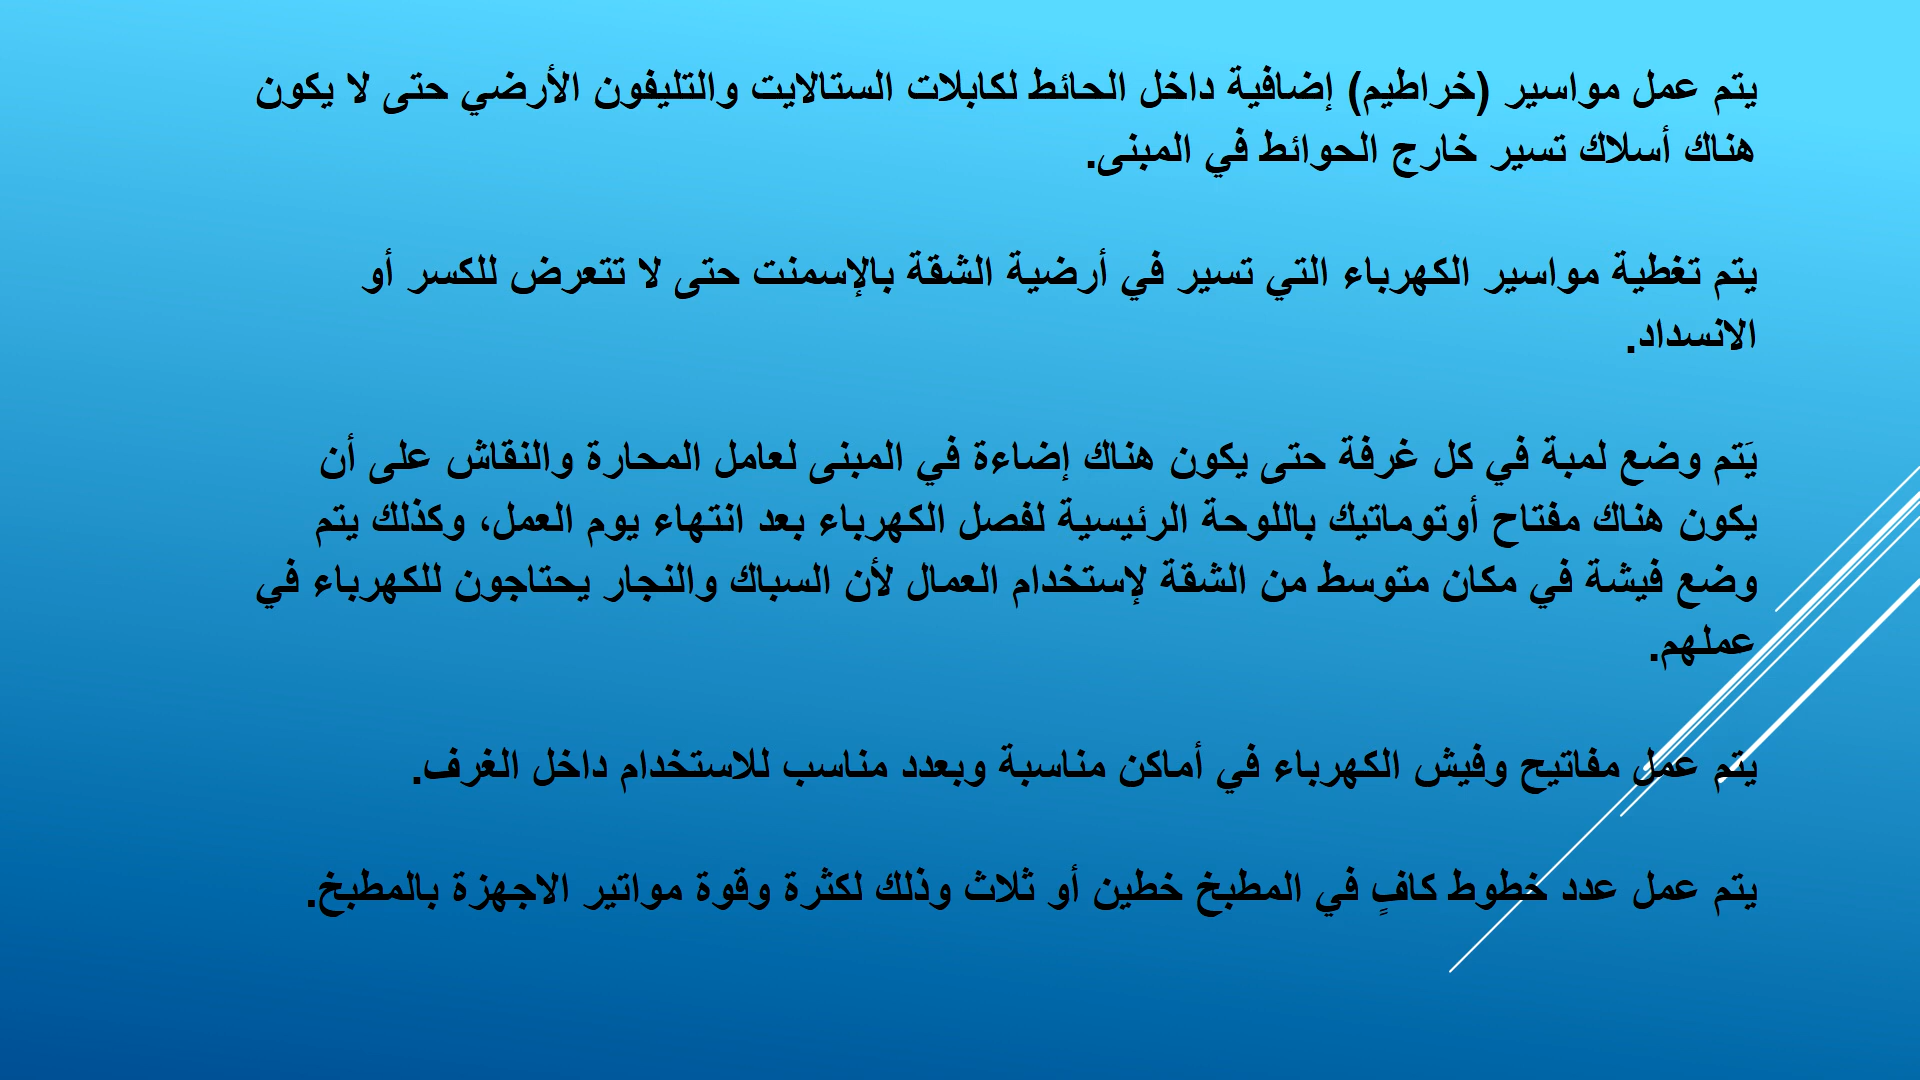 يتم عمل مواسير (خراطيم) إضافية داخل الحائط لكابلات الستالايت والتليفون الأرضي حتى لا يكون
هناك أسلاك تسير خارج الحوائط في المبنى.
يتم تغطية مواسير الكهرباء التي تسير في أرضية الشقة بالإسمنت حتى لا تتعرض للكسر أو
الانسداد.
يَتم وضع لمبة في كل غرفة حتى يكون هناك إضاءة في المبنى لعامل المحارة والنقاش على أن
يكون هناك مفتاح أوتوماتيك باللوحة الرئيسية لفصل الكهرباء بعد انتهاء يوم العمل، وكذلك يتم
وضع فيشة في مكان متوسط من الشقة لإستخدام العمال لأن السباك والنجار يحتاجون للكهرباء في
عملهم.
يتم عمل مفاتيح وفيش الكهرباء في أماكن مناسبة وبعدد مناسب للاستخدام داخل الغرف.
يتم عمل عدد خطوط كافٍ في المطبخ خطين أو ثلاث وذلك لكثرة وقوة مواتير الاجهزة بالمطبخ.